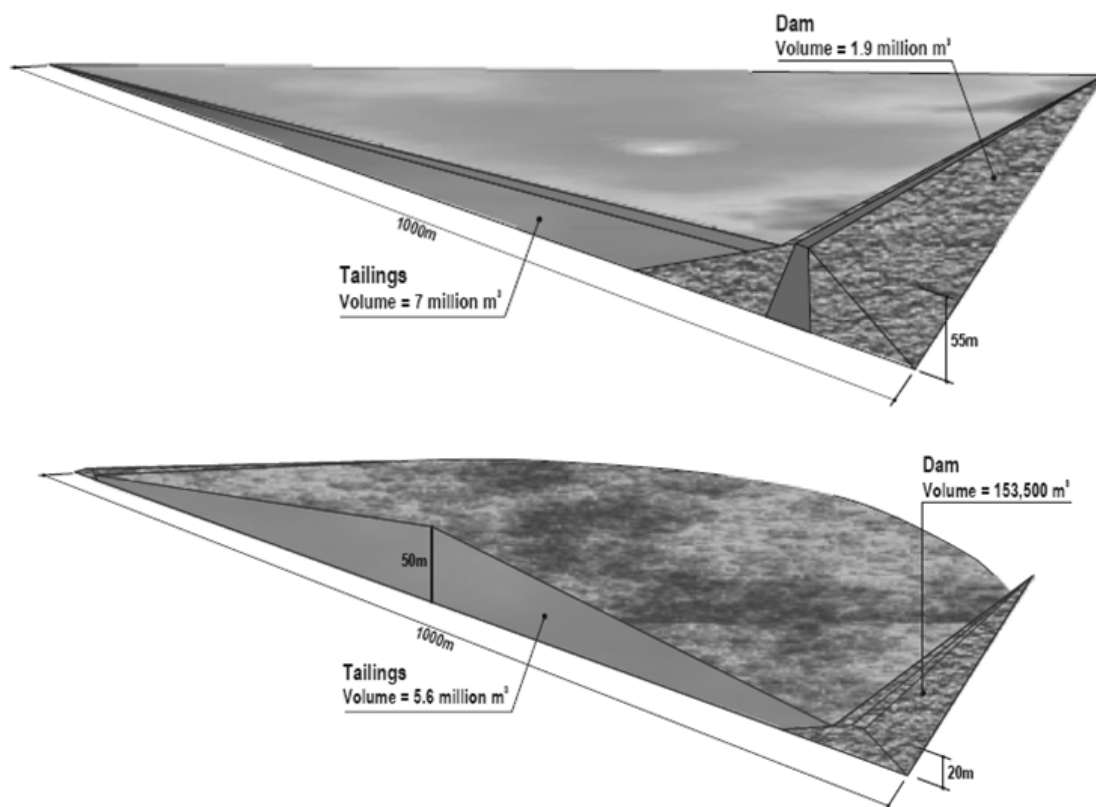 Dam
Volume = 1.9 million m³
1000m
Tailings
Volume = 7 million m³
55m
Dam
Volume = 153,500 m³
50m
1000m
Tailings
Volume = 5.6 million m³
20m